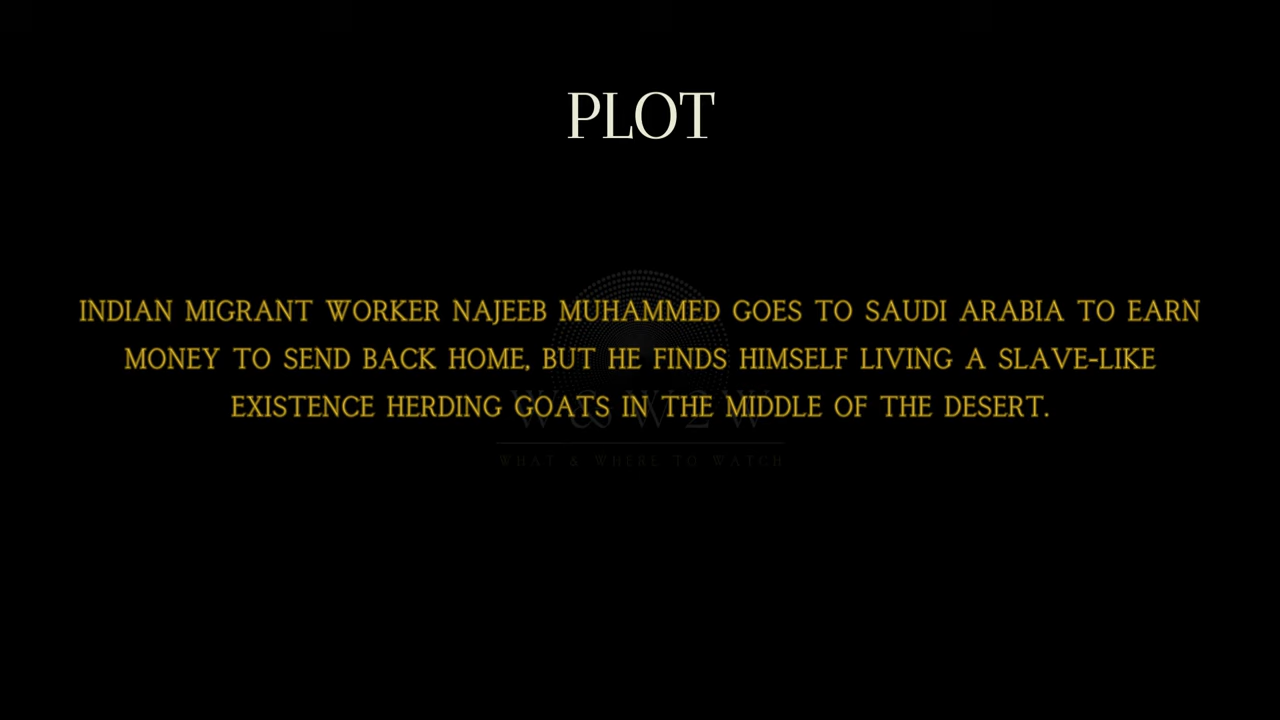 PLOT
INDIAN MIGRANT WORKER NAJEEB MUHAMMED GOES TO SAUDI ARABIA TO EARN
MONEY TO SEND BACK HOME, BUT HE FINDS HIMSELF LIVING A SLAVE-LIKE
EXISTENCE HERDING GOATS IN THE MIDDLE OF THE DESERT.
W&W2W
WHAT & WHERE TO WATCH